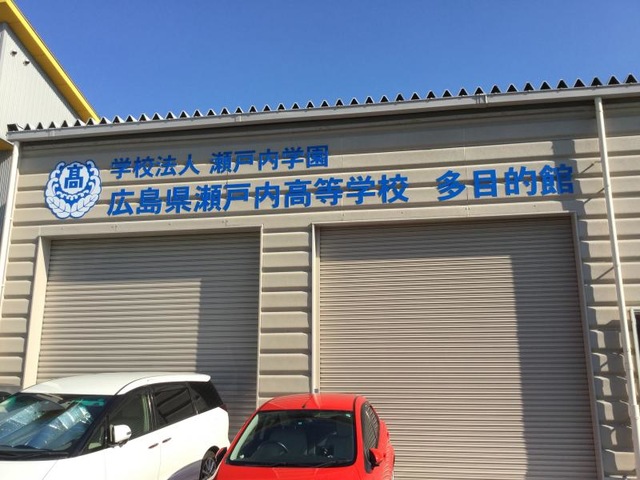 髙
学校法人 瀬戸内学園
広島県瀬戸内高等学校 多目的館